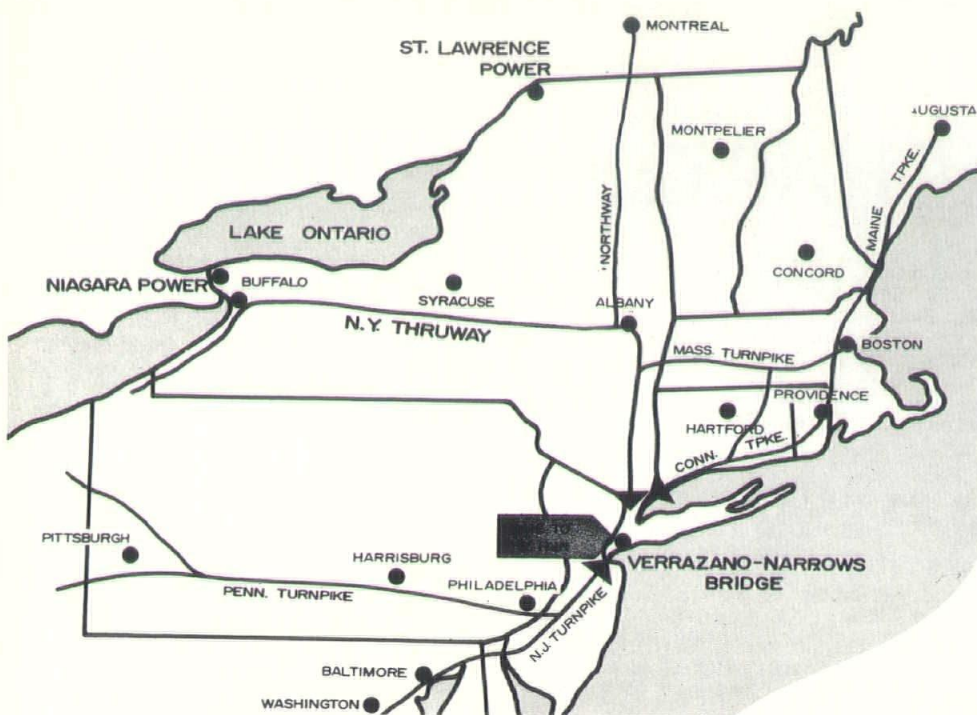 MONTREAL
ST. LAWRENCE
POWER
MONTPELIER
AUGUSTA
MAINE TPKE.
NORTHWAY
LAKE ONTARIO
CONCORD
NIAGARA POWER
BUFFALO
SYRACUSE
ALBANY
N.Y. THRUWAY
BOSTON
MASS. TURNPIKE
PROVIDENCE
HARTFORD
CONN. TPKE.
PITTSBURGH
HARRISBURG
PHILADELPHIA
VERRAZANO-NARROWS
BRIDGE
PENN. TURNPIKE
N.J. TURNPIKE
BALTIMORE
WASHINGTON